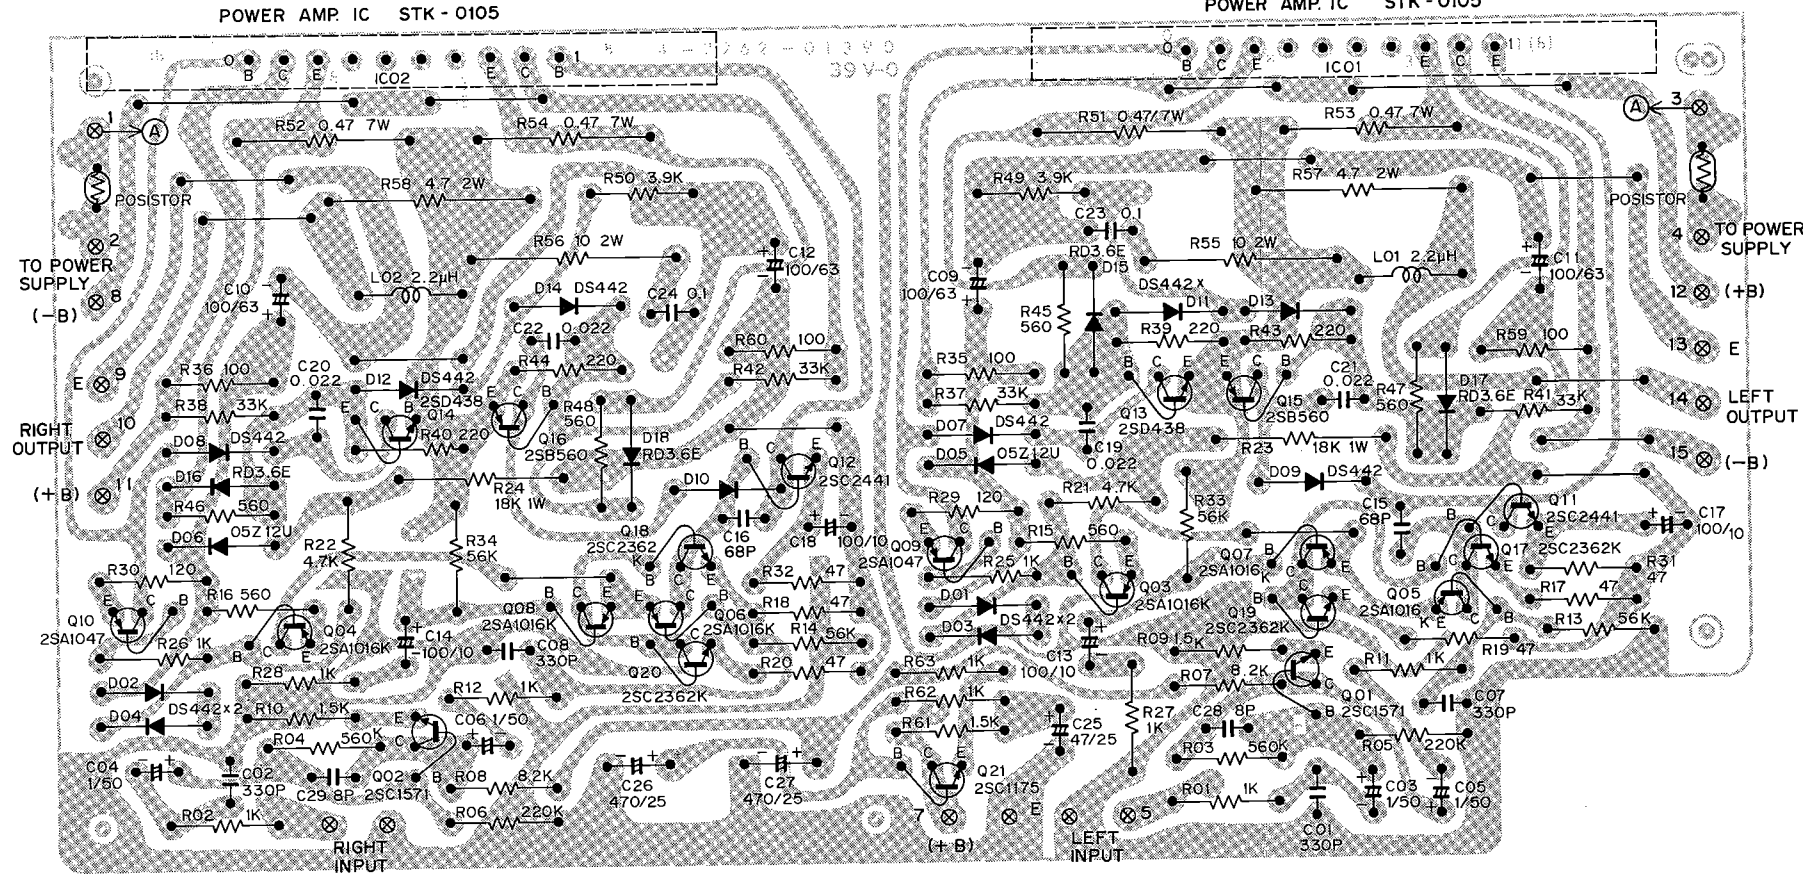 POWER AMP. IC STK-0105
POWER AMP. IC STK-0105
0 B C E IC02 E C B 1
39 V-0
0 B C E IC01 E C E
1 A
R52 0.47 7W
R54 0.47 7W
R51 0.47/7W
R53 0.47 7W
A 3
POSISTOR
R58 4.7 2W
R50 3.9K
R49 3.9K
R57 4.7 2W
POSISTOR
2
TO POWER
SUPPLY
8
(-B)
R56 10 2W
C12
100/63
C23 0.1
RD3.6E
D15
R55 10 2W
C11
100/63
4
TO POWER
SUPPLY
12 (+B)
C10
100/63
L02 2.2μH
D14 DS442
C24 0.1
C09
100/63
DS442×
D11
D13
L01 2.2μH
C22 0.022
R45
560
R39 220
R43 220
R60 100
R59 100
13 E
E 9
R36 100
C20
0.022
D12 DS442
2SD438
R44 220
R42 33K
R35 100
C21
0.022
R47
560
D17
RD3.6E
R41 33K
14
LEFT
OUTPUT
R38 33K
Q14
R40 220
Q16
2SB560
R48
560
D18
RD3.6E
R37 33K
Q13
2SD438
Q15
2SB560
10
RIGHT
OUTPUT
D08 DS442
D07 DS442
C19
0.022
R23 18K 1W
15
(-B)
D16 RD3.6E
R24
18K 1W
D10
Q12
2SC2441
D05 05Z12U
D09 DS442
(+B) 11
R46 560
D06 05Z12U
R22
4.7K
R34
56K
Q18
2SC2362
K
C16
68P
C18 100/10
R29 120
R21 4.7K
R33
56K
C15
68P
Q11
2SC2441
C17
100/10
Q09
2SA1047
R15 560
Q07
2SA1016
K
Q17
2SC2362K
R30 120
R32 47
R25 1K
Q03
2SA1016K
R31
47
Q10
2SA1047
R16 560
Q04
2SA1016K
C14
100/10
Q08
2SA1016K
Q06
2SA1016K
R18 47
D01
Q19
2SC2362K
Q05
2SA1016
K
R17 47
R26 1K
C08
330P
R14 56K
D03 DS442×2
R09 1.5K
R19 47
R13 56K
R28 1K
Q20
2SC2362K
R20 47
R63 1K
C13
100/10
R07 8.2K
R11 1K
D02
R12 1K
R62 1K
Q01
2SC1571
C07
330P
D04 DS442×2
R10 1.5K
C06 1/50
R61 1.5K
C25
47/25
R27
1K
C28 8P
R05 220K
R04 560K
R03 560K
C04
1/50
C02
330P
C29 8P
Q02
2SC1571
R08 8.2K
C26
470/25
C27
470/25
Q21
2SC1175
R01 1K
C03
1/50
C05
1/50
R02 1K
R06 220K
7
(+B)
E
5
LEFT
INPUT
C01
330P
RIGHT
INPUT